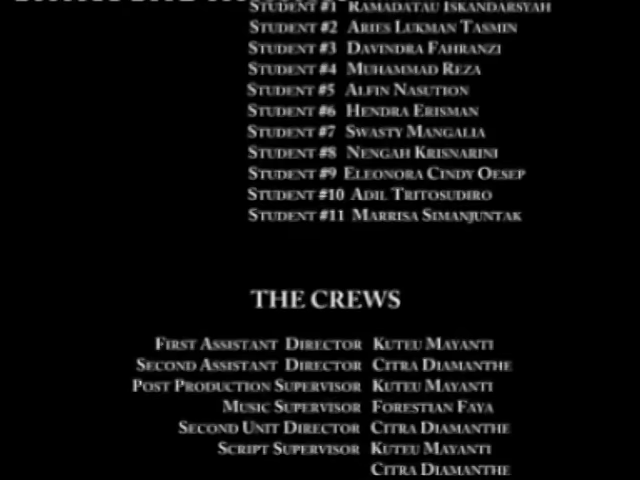 Student #1 Ramadatau Iskandarsyah
Student #2 Aries Lukman Tasmin
Student #3 Davindra Fahranzi
Student #4 Muhammad Reza
Student #5 Alfin Nasution
Student #6 Hendra Erisman
Student #7 Swasty Mangalia
Student #8 Nengah Krisnarini
Student #9 Eleonora Cindy Oesep
Student #10 Adil Tritosudiro
Student #11 Marrisa Simanjuntak
THE CREWS
First Assistant Director Kuteu Mayanti
Second Assistant Director Citra Diamanthe
Post Production Supervisor Kuteu Mayanti
Music Supervisor Forestian Faya
Second Unit Director Citra Diamanthe
Script Supervisor Kuteu Mayanti
Citra Diamanthe